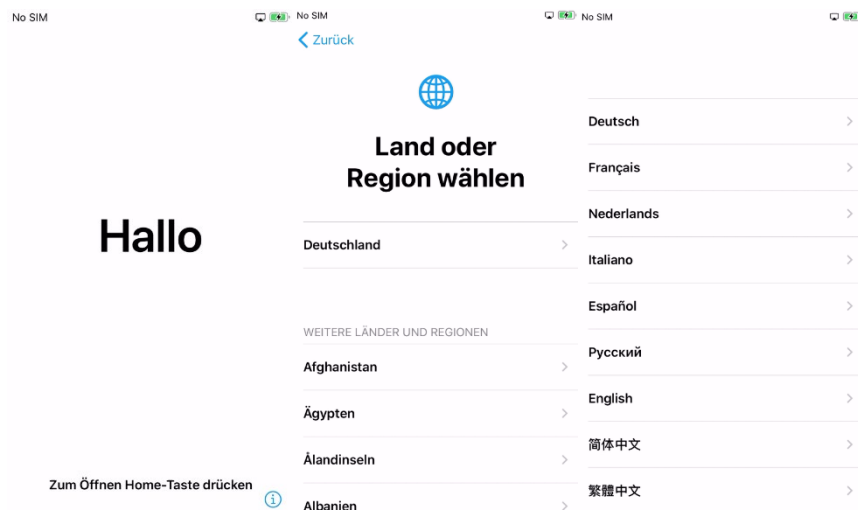 No SIM
Hallo
Zum Öffnen Home-Taste drücken
No SIM
Zurück
Land oder
Region wählen
Deutschland
WEITERE LÄNDER UND REGIONEN
Afghanistan
Ägypten
Ålandinseln
Albanien
No SIM
Deutsch
Français
Nederlands
Italiano
Español
Русский
English
简体中文
繁體中文